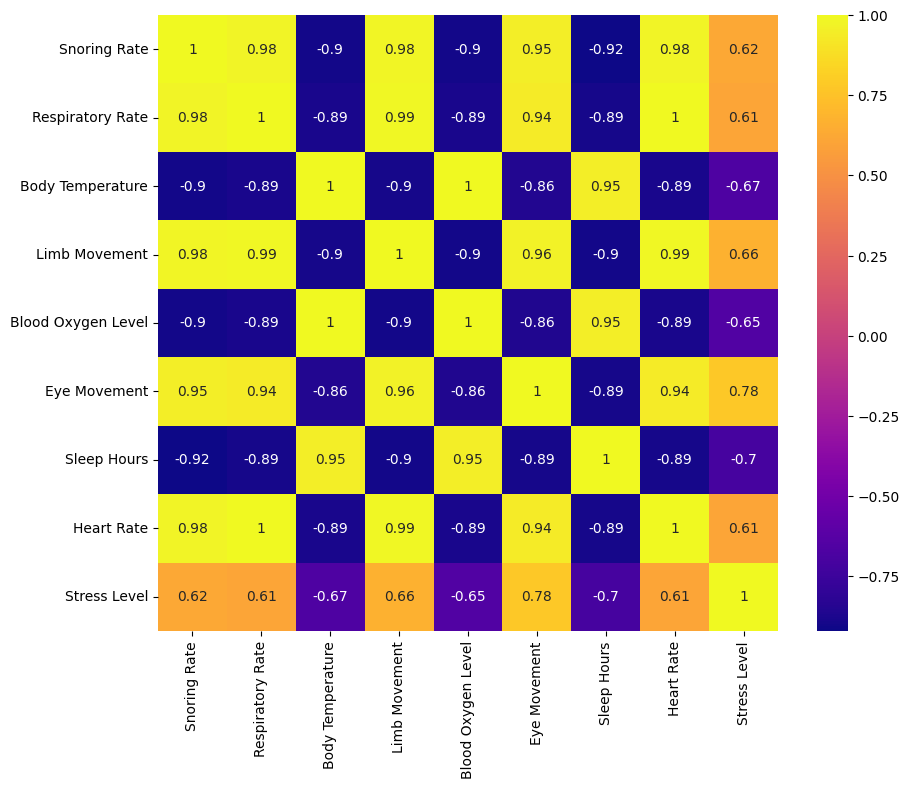 Snoring Rate 1 0.98 -0.9 0.98 -0.9 0.95 -0.92 0.98 0.62
Respiratory Rate 0.98 1 -0.89 0.99 -0.89 0.94 -0.89 1 0.61
Body Temperature -0.9 -0.89 1 -0.9 1 -0.86 0.95 -0.89 -0.67
Limb Movement 0.98 0.99 -0.9 1 -0.9 0.96 -0.9 0.99 0.66
Blood Oxygen Level -0.9 -0.89 1 -0.9 1 -0.86 0.95 -0.89 -0.65
Eye Movement 0.95 0.94 -0.86 0.96 -0.86 1 -0.89 0.94 0.78
Sleep Hours -0.92 -0.89 0.95 -0.9 0.95 -0.89 1 -0.89 -0.7
Heart Rate 0.98 1 -0.89 0.99 -0.89 0.94 -0.89 1 0.61
Stress Level 0.62 0.61 -0.67 0.66 -0.65 0.78 -0.7 0.61 1
Snoring Rate
Respiratory Rate
Body Temperature
Limb Movement
Blood Oxygen Level
Eye Movement
Sleep Hours
Heart Rate
Stress Level
1.00
0.75
0.50
0.25
0.00
−0.25
−0.50
−0.75